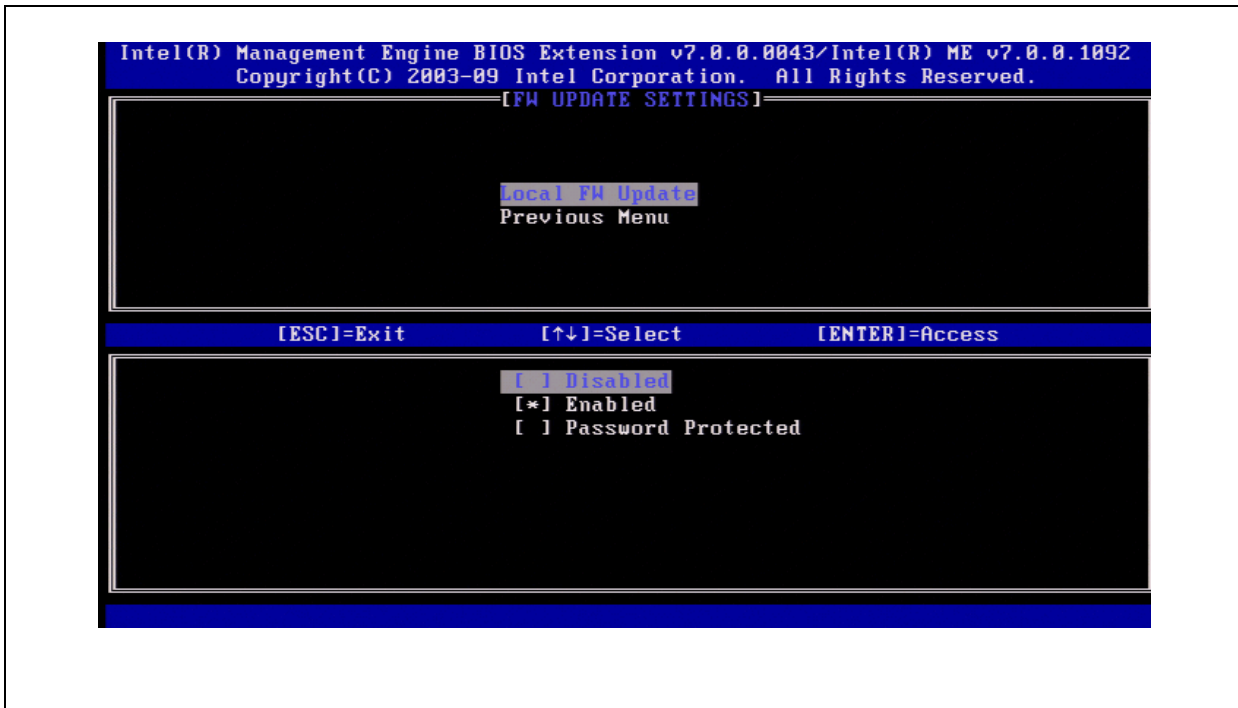 Intel(R) Management Engine BIOS Extension v7.0.0.0043/Intel(R) ME v7.0.0.1092
Copyright(C) 2003-09 Intel Corporation. All Rights Reserved.
[FW UPDATE SETTINGS]
Local FW Update
Previous Menu
[ESC]=Exit [↑↓]=Select [ENTER]=Access
[ ] Disabled
[*] Enabled
[ ] Password Protected